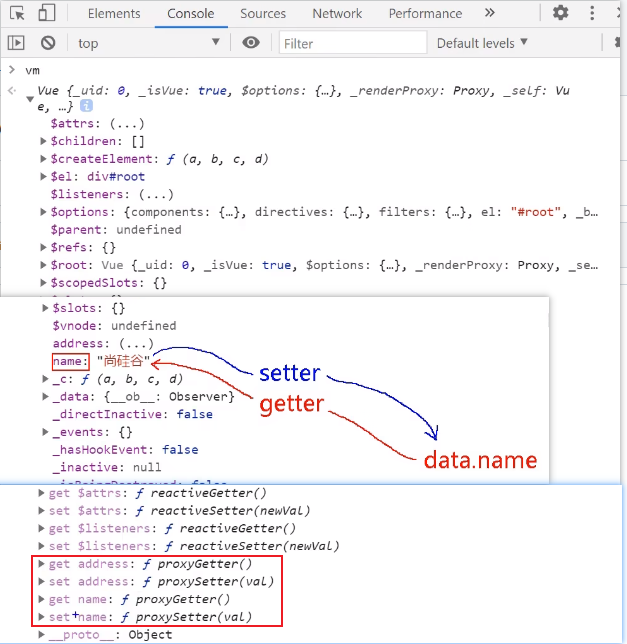 Elements Console Sources Network Performance »
top Filter Default levels
vm
Vue {_uid: 0, _isVue: true, $options: {…}, _renderProxy: Proxy, _self: Vu
e, …}
$attrs: (...)
$children: []
$createElement: ƒ (a, b, c, d)
$el: div#root
$listeners: (...)
$options: {components: {…}, directives: {…}, filters: {…}, el: "#root", _b…
$parent: undefined
$refs: {}
$root: Vue {_uid: 0, _isVue: true, $options: {…}, _renderProxy: Proxy, _se…
$scopedSlots: {}
$slots: {}
$vnode: undefined
address: (...)
name: "尚硅谷"
setter
_c: ƒ (a, b, c, d)
_data: {__ob__: Observer}
getter
_directInactive: false
_events: {}
_hasHookEvent: false
data.name
_inactive: null
get $attrs: ƒ reactiveGetter()
set $attrs: ƒ reactiveSetter(newVal)
get $listeners: ƒ reactiveGetter()
set $listeners: ƒ reactiveSetter(newVal)
get address: ƒ proxyGetter()
set address: ƒ proxySetter(val)
get name: ƒ proxyGetter()
set name: ƒ proxySetter(val)
__proto__: Object